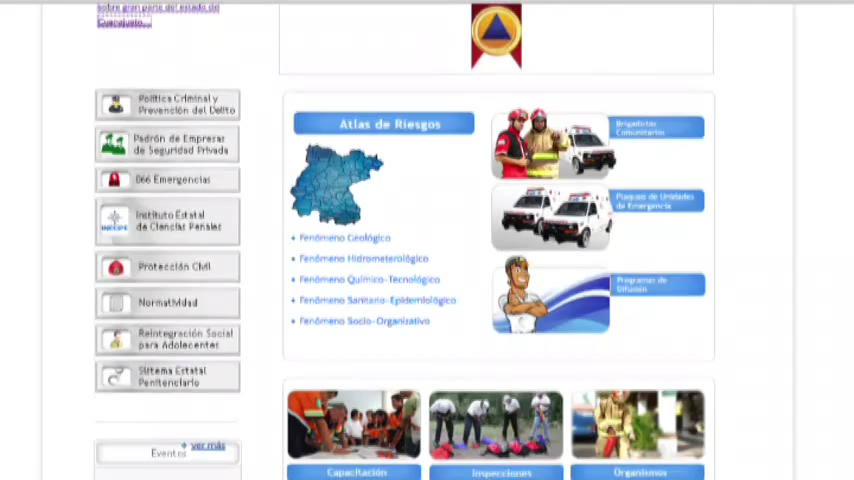 sobre gran parte del estado de
Guanajuato...
Política Criminal y
Prevención del Delito
Padrón de Empresas
de Seguridad Privada
066 Emergencias
Instituto Estatal
de Ciencias Penales
Protección Civil
Normatividad
Reintegración Social
para Adolecentes
Sistema Estatal
Penitenciario
ver más
Eventos
Atlas de Riesgos
Fenómeno Geológico
Fenómeno Hidrometerológico
Fenómeno Químico-Tecnológico
Fenómeno Sanitario-Epidemiológico
Fenómeno Socio-Organizativo
Brigadistas
Comunitarios
Plaqueo de Unidades
de Emergencia
Programas de
Difusión
Capacitación
Inspecciones
Organismos